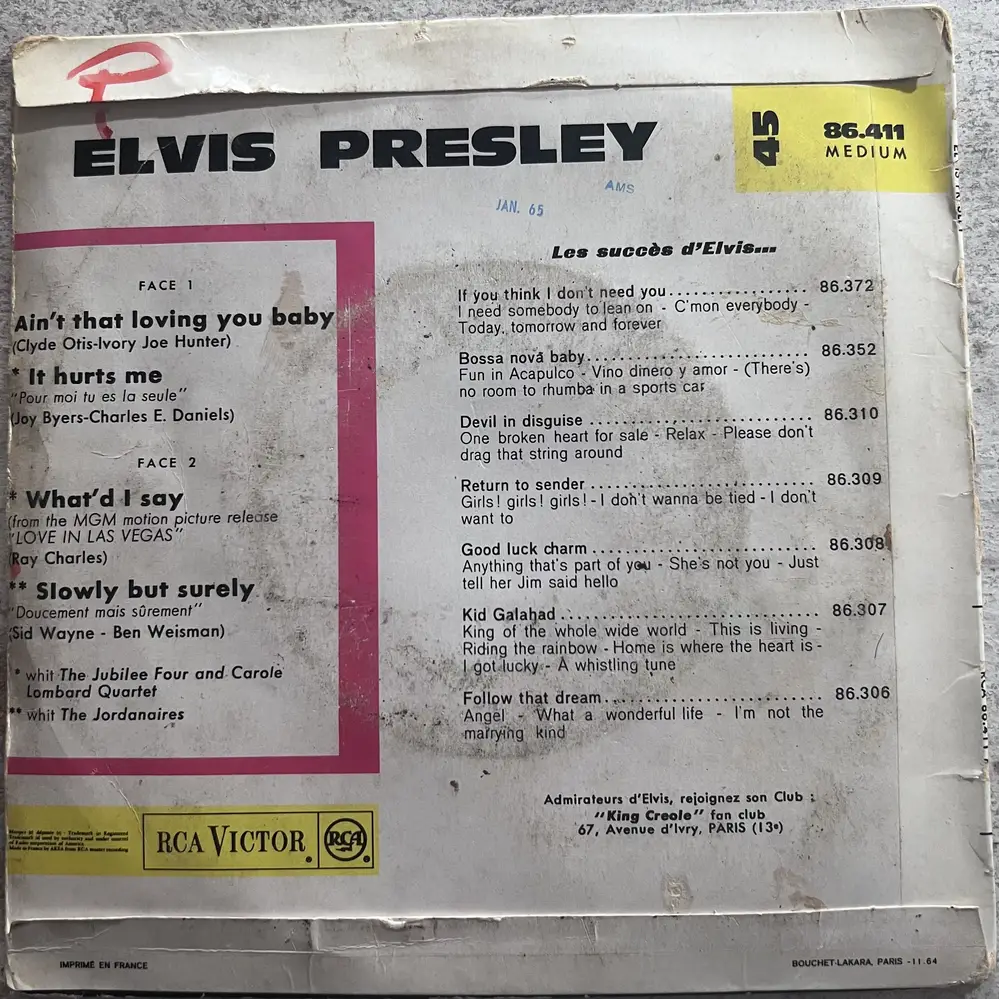 ELVIS PRESLEY
45
86.411
MEDIUM
AMS
JAN. 65
FACE 1
Ain't that loving you baby
(Clyde Otis-Ivory Joe Hunter)
* It hurts me
"Pour moi tu es la seule"
(Joy Byers-Charles E. Daniels)
FACE 2
* What'd I say
(from the MGM motion picture release
"LOVE IN LAS VEGAS"
(Ray Charles)
** Slowly but surely
"Doucement mais sûrement"
(Sid Wayne - Ben Weisman)
* whit The Jubilee Four and Carole
Lombard Quartet
** whit The Jordanaires
Les succès d'Elvis...
If you think I don't need you................. 86.372
I need somebody to lean on - C'mon everybody -
Today, tomorrow and forever
Bossa nova baby............................ 86.352
Fun in Acapulco - Vino dinero y amor - (There's)
no room to rhumba in a sports car
Devil in disguise ............................ 86.310
One broken heart for sale - Relax - Please don't
drag that string around
Return to sender ............................ 86.309
Girls! girls! girls! - I don't wanna be tied - I don't
want to
Good luck charm ............................ 86.308
Anything that's part of you - She's not you - Just
tell her Jim said hello
Kid Galahad ................................ 86.307
King of the whole wide world - This is living -
Riding the rainbow - Home is where the heart is -
I got lucky - A whistling tune
Follow that dream........................... 86.306
Angel - What a wonderful life - I'm not the
marrying kind
Admirateurs d'Elvis, rejoignez son Club :
"King Creole" fan club
67, Avenue d'Ivry, PARIS (13e)
RCA VICTOR
RCA
IMPRIMÉ EN FRANCE
BOUCHET-LAKARA, PARIS - 11.64